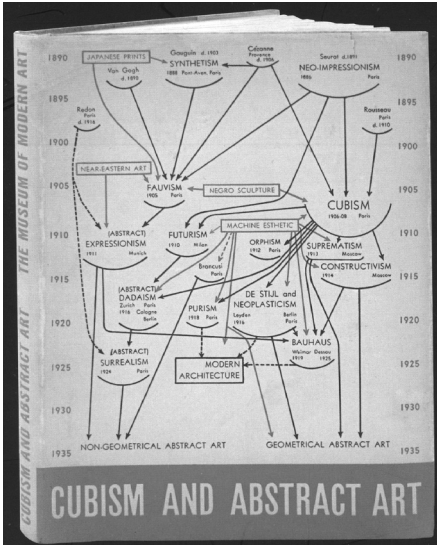 THE MUSEUM OF MODERN ART
CUBISM AND ABSTRACT ART
1890
JAPANESE PRINTS
Van Gogh
d. 1890
Gauguin d. 1903
SYNTHETISM
1888 Pont-Aven, Paris
Cézanne
Provence
d. 1906
Seurat d.1891
NEO-IMPRESSIONISM
1886 Paris
1890
1895
Redon
Paris
d. 1916
Rousseau
Paris
d. 1910
1895
1900
1900
NEAR-EASTERN ART
1905
FAUVISM
1905 Paris
NEGRO SCULPTURE
CUBISM
1906-08 Paris
1905
1910
(ABSTRACT)
EXPRESSIONISM
1911 Munich
FUTURISM
1910 Milan
MACHINE ESTHETIC
ORPHISM
1912 Paris
SUPREMATISM
1913 Moscow
CONSTRUCTIVISM
1914 Moscow
1910
Brancusi
Paris
1915
(ABSTRACT)
DADAISM
Zurich Paris
1916 Cologne
Berlin
PURISM
1918 Paris
DE STIJL and
NEOPLASTICISM
Leyden Berlin
1916 Paris
1915
1920
BAUHAUS
Weimar Dessau
1919 1925
1920
(ABSTRACT)
SURREALISM
1924 Paris
MODERN
ARCHITECTURE
1925
1925
1930
1930
NON-GEOMETRICAL ABSTRACT ART
GEOMETRICAL ABSTRACT ART
1935
1935
CUBISM AND ABSTRACT ART